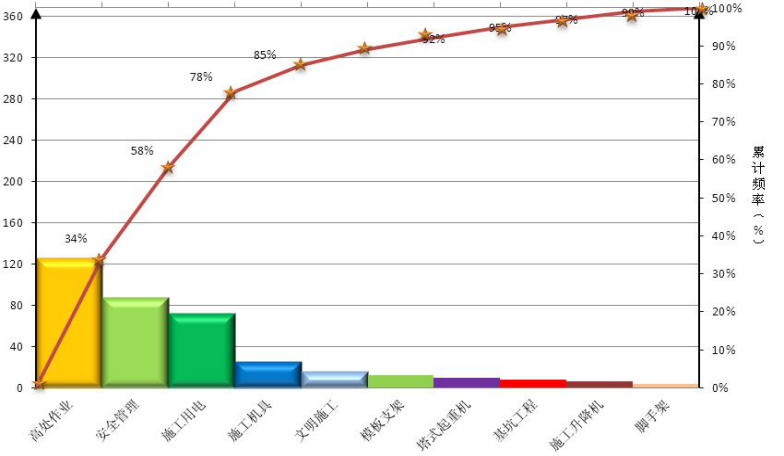 360
320
280
240
200
160
120
80
40
0
34%
58%
78%
85%
92%
95%
99%
100%
90%
80%
70%
60%
50%
40%
30%
20%
10%
0%
累计频率（%）
高处作业
安全管理
施工用电
施工机具
文明施工
模板支架
塔式起重机
基坑工程
施工升降机
脚手架